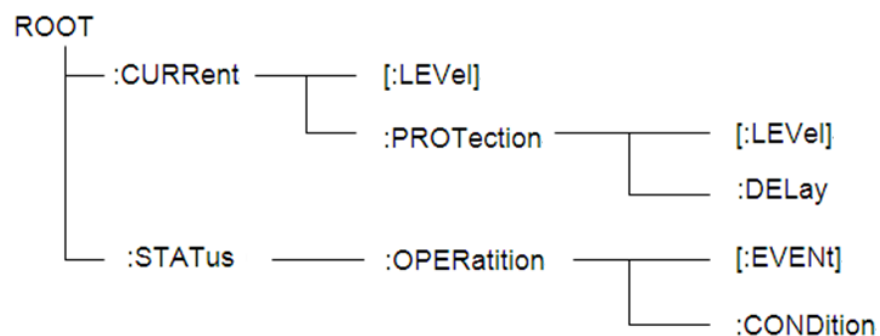 ROOT
:CURRent [:LEVel]
:PROTection [:LEVel]
:DELay
:STATus :OPERatition [:EVENt]
:CONDition